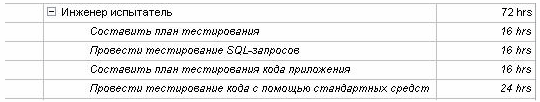 Инженер испытатель 72 hrs
Составить план тестирования 16 hrs
Провести тестирование SQL-запросов 16 hrs
Составить план тестирования кода приложения 16 hrs
Провести тестирование кода с помощью стандартных средст 24 hrs